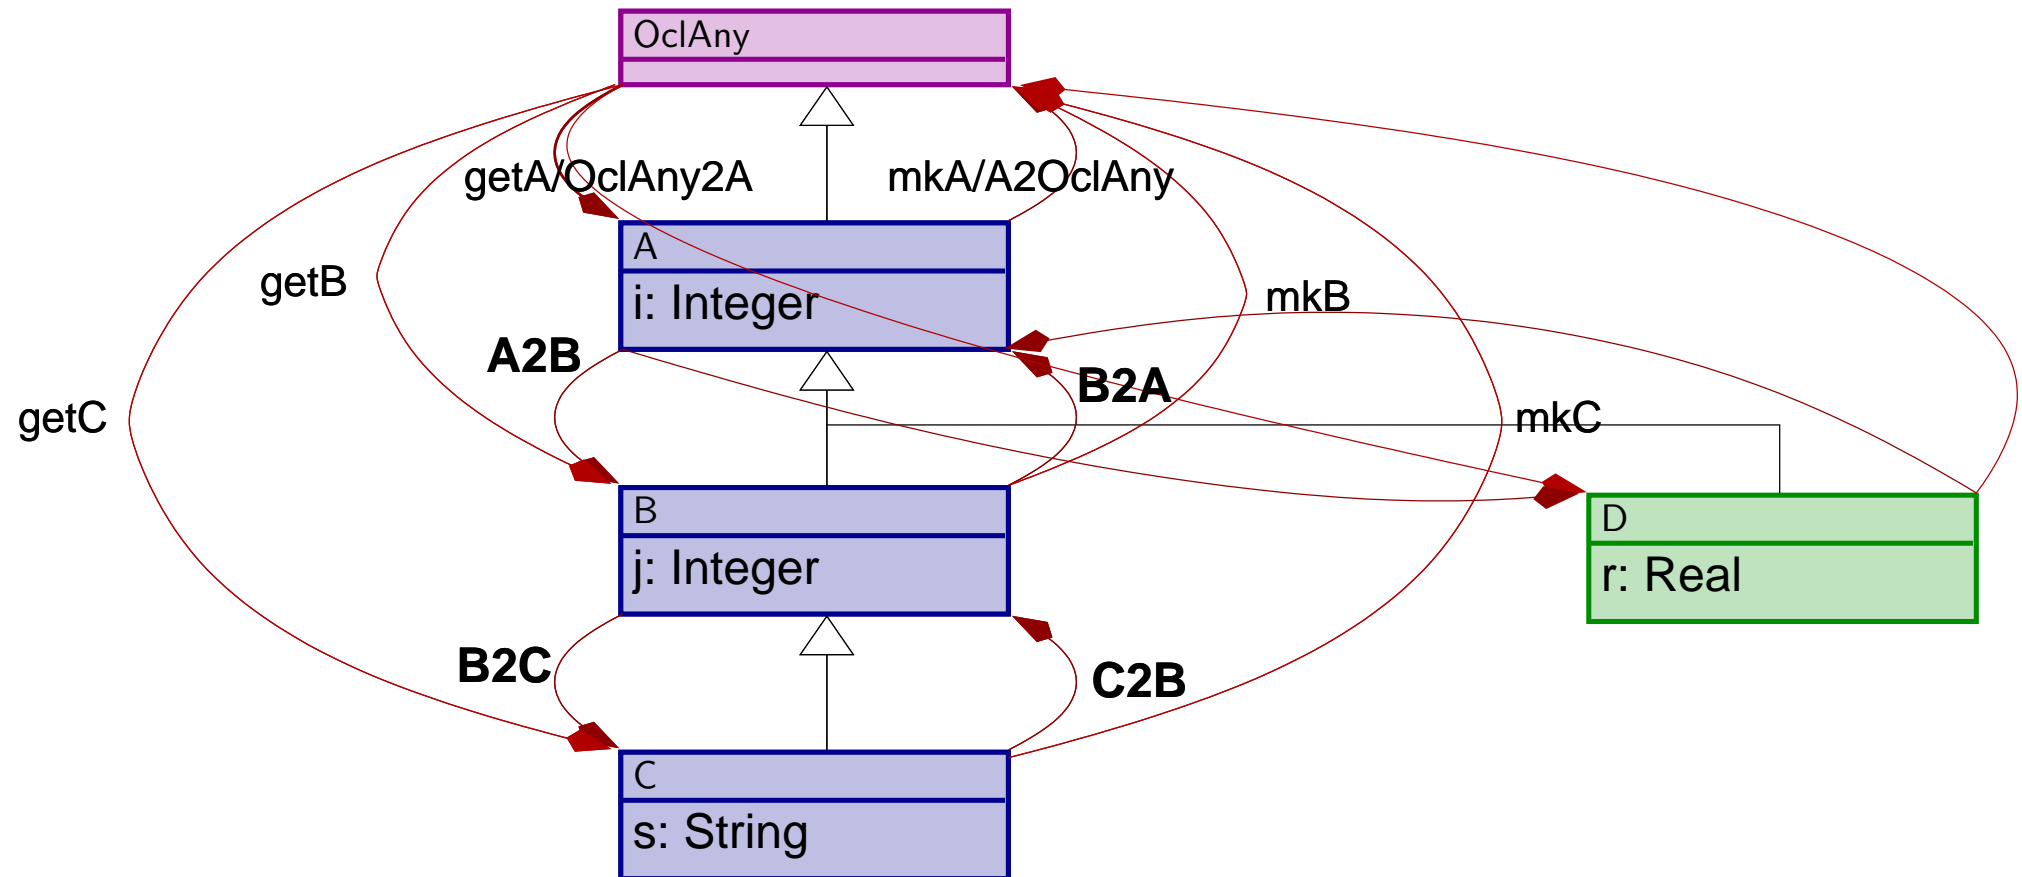 OclAny
getA/OclAny2A
mkA/A2OclAny
A
i: Integer
getB
mkB
A2B
B2A
getC
mkC
B
j: Integer
D
r: Real
B2C
C2B
C
s: String